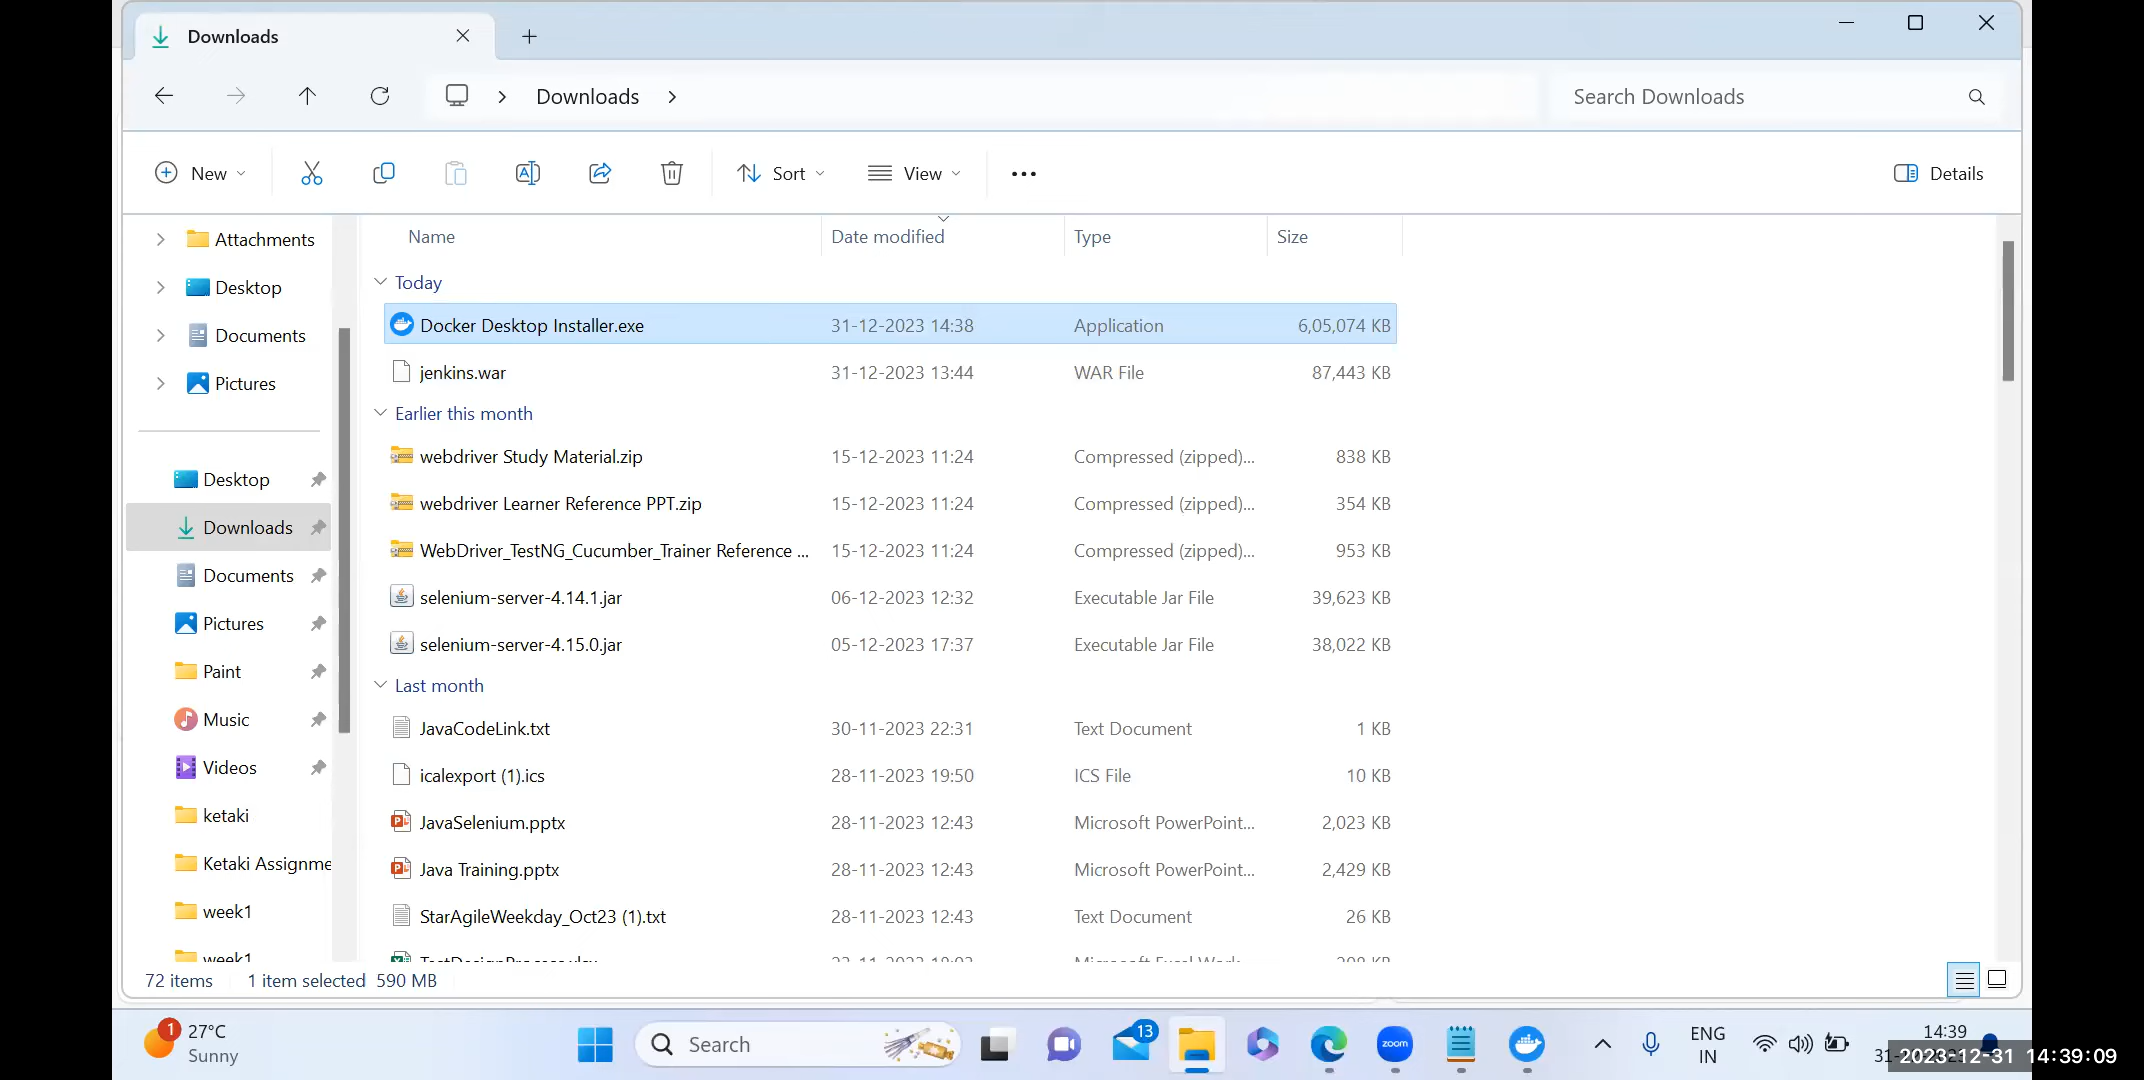 Downloads
Downloads
Search Downloads
New
Sort
View
Details
Attachments
Desktop
Documents
Pictures
Desktop
Downloads
Documents
Pictures
Paint
Music
Videos
ketaki
Ketaki Assignme
week1
week1
Name Date modified Type Size
Today
Docker Desktop Installer.exe 31-12-2023 14:38 Application 6,05,074 KB
jenkins.war 31-12-2023 13:44 WAR File 87,443 KB
Earlier this month
webdriver Study Material.zip 15-12-2023 11:24 Compressed (zipped)... 838 KB
webdriver Learner Reference PPT.zip 15-12-2023 11:24 Compressed (zipped)... 354 KB
WebDriver_TestNG_Cucumber_Trainer Reference ... 15-12-2023 11:24 Compressed (zipped)... 953 KB
selenium-server-4.14.1.jar 06-12-2023 12:32 Executable Jar File 39,623 KB
selenium-server-4.15.0.jar 05-12-2023 17:37 Executable Jar File 38,022 KB
Last month
JavaCodeLink.txt 30-11-2023 22:31 Text Document 1 KB
icalexport (1).ics 28-11-2023 19:50 ICS File 10 KB
JavaSelenium.pptx 28-11-2023 12:43 Microsoft PowerPoint... 2,023 KB
Java Training.pptx 28-11-2023 12:43 Microsoft PowerPoint... 2,429 KB
StarAgileWeekday_Oct23 (1).txt 28-11-2023 12:43 Text Document 26 KB
72 items 1 item selected 590 MB
1
27°C
Sunny
Search
13
zoom
ENG
IN
14:39
2023-12-31 14:39:09